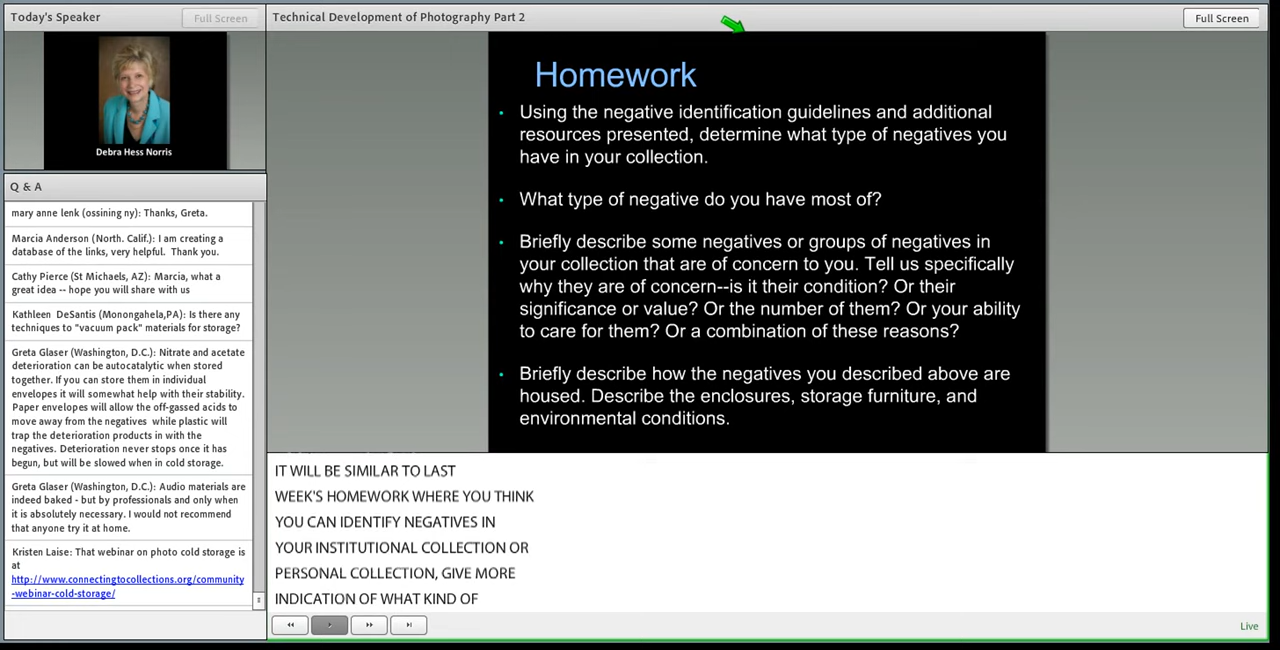 Today's Speaker
Full Screen
Debra Hess Norris
Q & A
mary anne lenk (ossining ny): Thanks, Greta.
Marcia Anderson (North. Calif.): I am creating a
database of the links, very helpful. Thank you.
Cathy Pierce (St Michaels, AZ): Marcia, what a
great idea -- hope you will share with us
Kathleen DeSantis (Monongahela,PA): Is there any
techniques to "vacuum pack" materials for storage?
Greta Glaser (Washington, D.C.): Nitrate and acetate
deterioration can be autocatalytic when stored
together. If you can store them in individual
envelopes it will somewhat help with their stability.
Paper envelopes will allow the off-gassed acids to
move away from the negatives while plastic will
trap the deterioration products in with the
negatives. Deterioration never stops once it has
begun, but will be slowed when in cold storage.
Greta Glaser (Washington, D.C.): Audio materials are
indeed baked - but by professionals and only when
it is absolutely necessary. I would not recommend
that anyone try it at home.
Kristen Laise: That webinar on photo cold storage is
at
http://www.connectingtocollections.org/community
-webinar-cold-storage/
Technical Development of Photography Part 2
Full Screen
Homework
• Using the negative identification guidelines and additional
resources presented, determine what type of negatives you
have in your collection.
• What type of negative do you have most of?
• Briefly describe some negatives or groups of negatives in
your collection that are of concern to you. Tell us specifically
why they are of concern--is it their condition? Or their
significance or value? Or the number of them? Or your ability
to care for them? Or a combination of these reasons?
• Briefly describe how the negatives you described above are
housed. Describe the enclosures, storage furniture, and
environmental conditions.
IT WILL BE SIMILAR TO LAST
WEEK'S HOMEWORK WHERE YOU THINK
YOU CAN IDENTIFY NEGATIVES IN
YOUR INSTITUTIONAL COLLECTION OR
PERSONAL COLLECTION, GIVE MORE
INDICATION OF WHAT KIND OF
Live